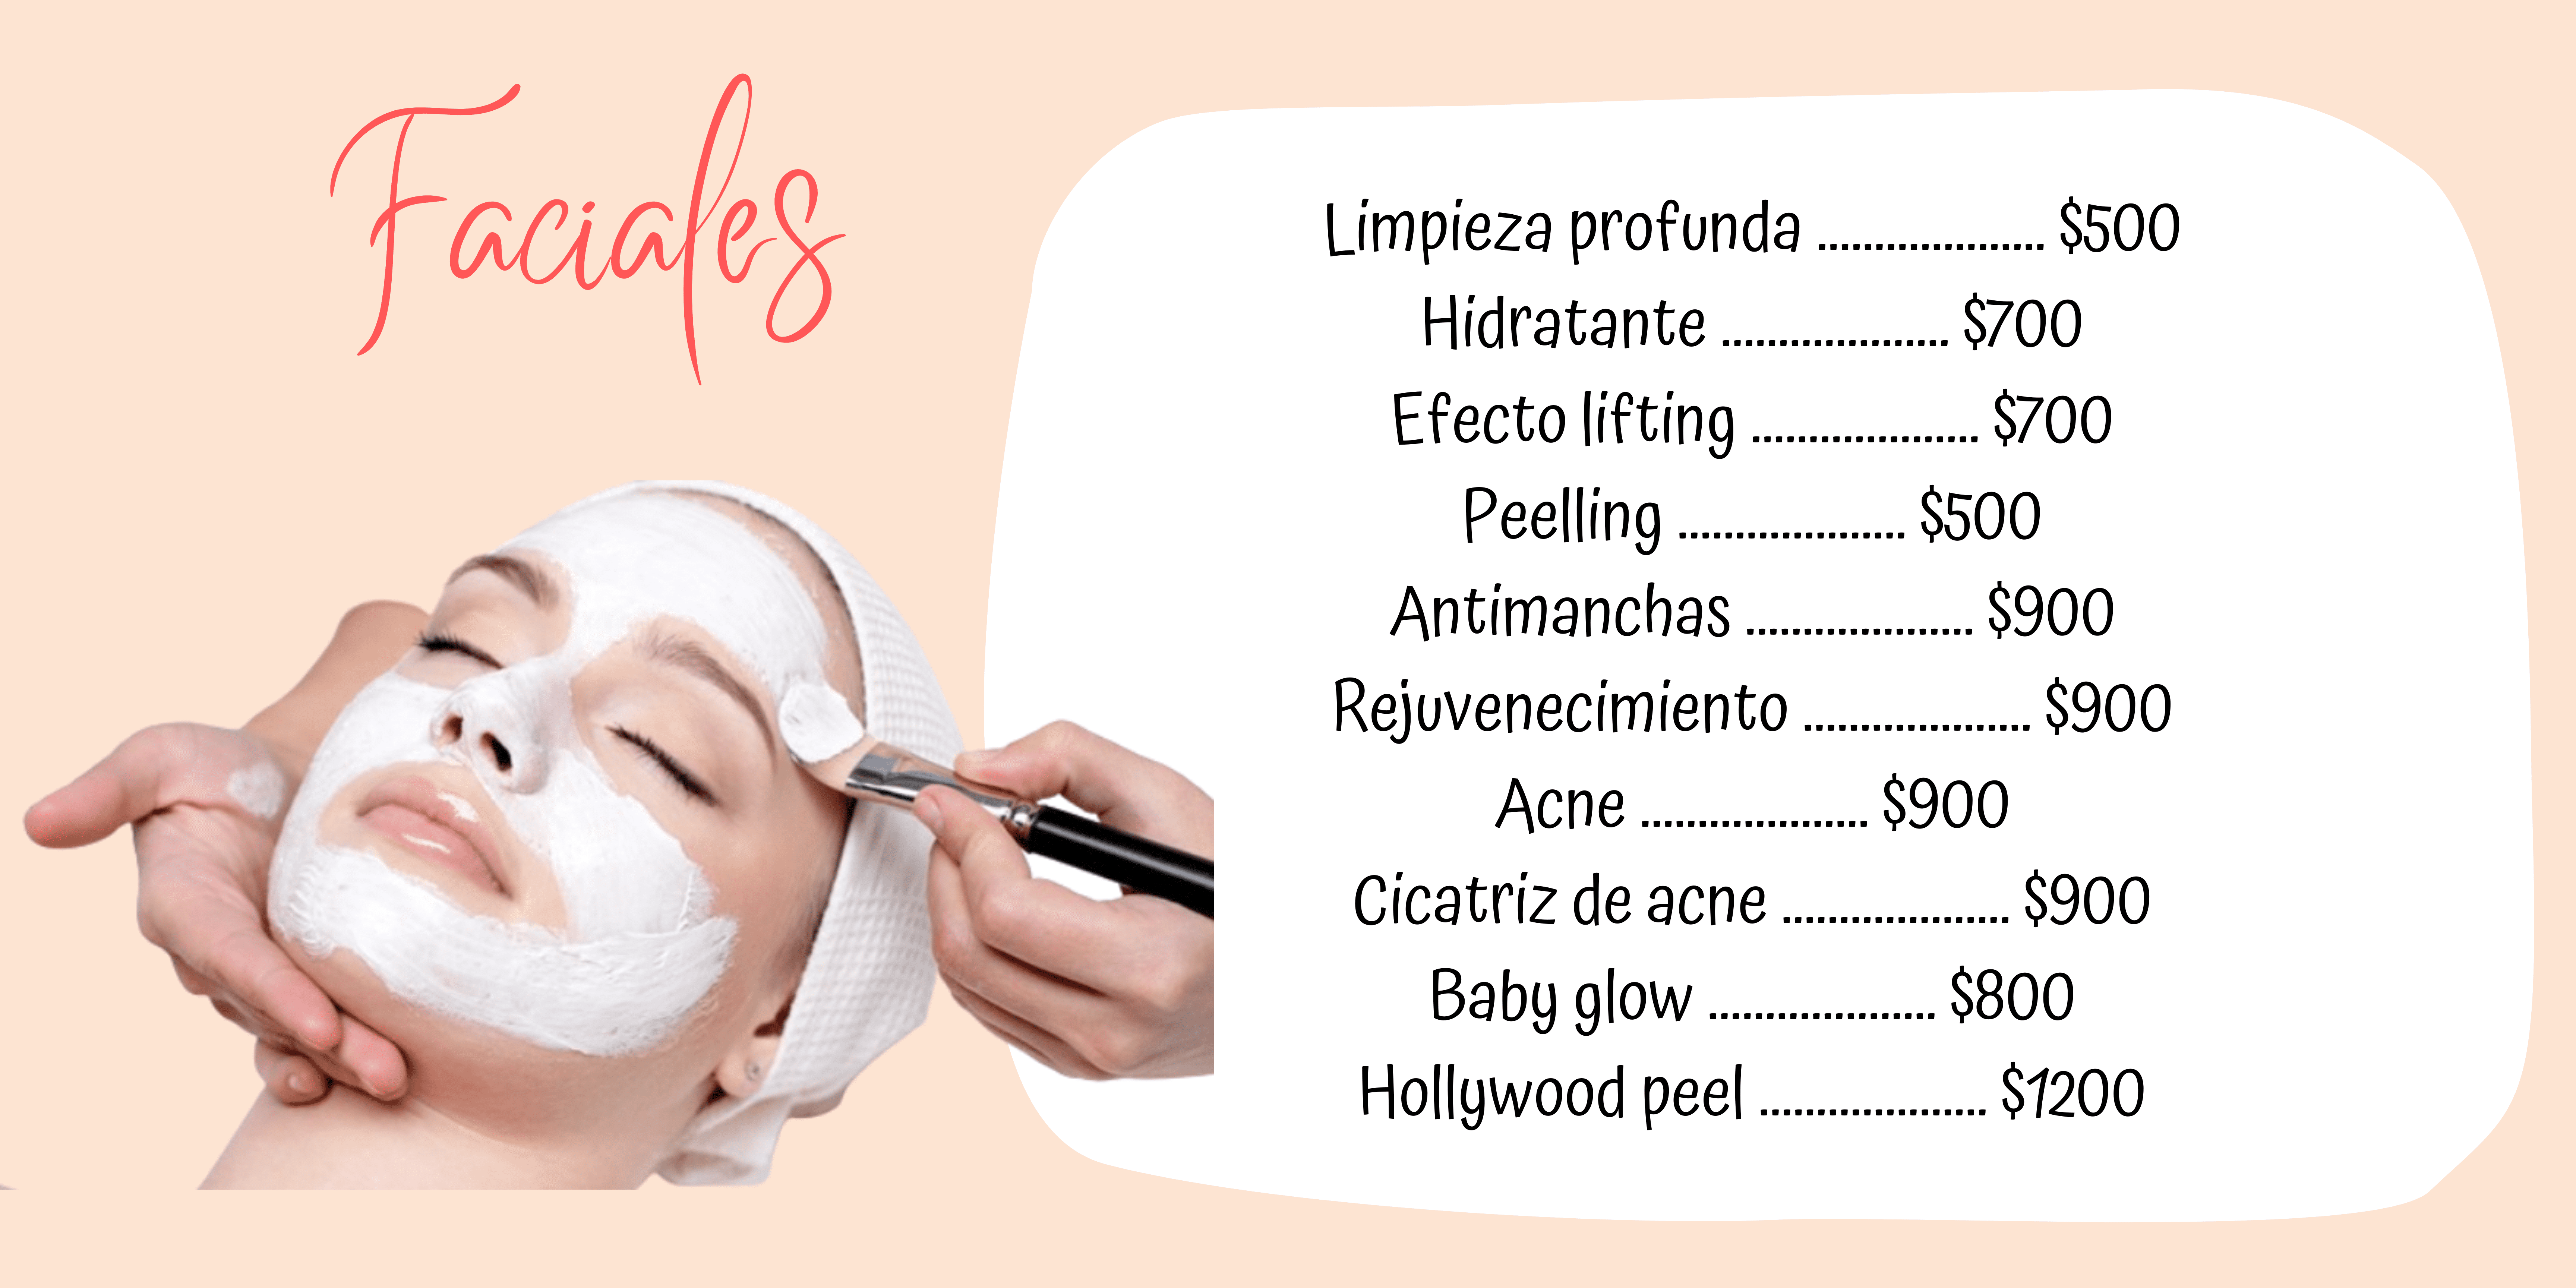 Faciales
Limpieza profunda .................... $500
Hidratante .................... $700
Efecto lifting .................... $700
Peelling .................... $500
Antimanchas .................... $900
Rejuvenecimiento .................... $900
Acne .................... $900
Cicatriz de acne .................... $900
Baby glow .................... $800
Hollywood peel .................... $1200